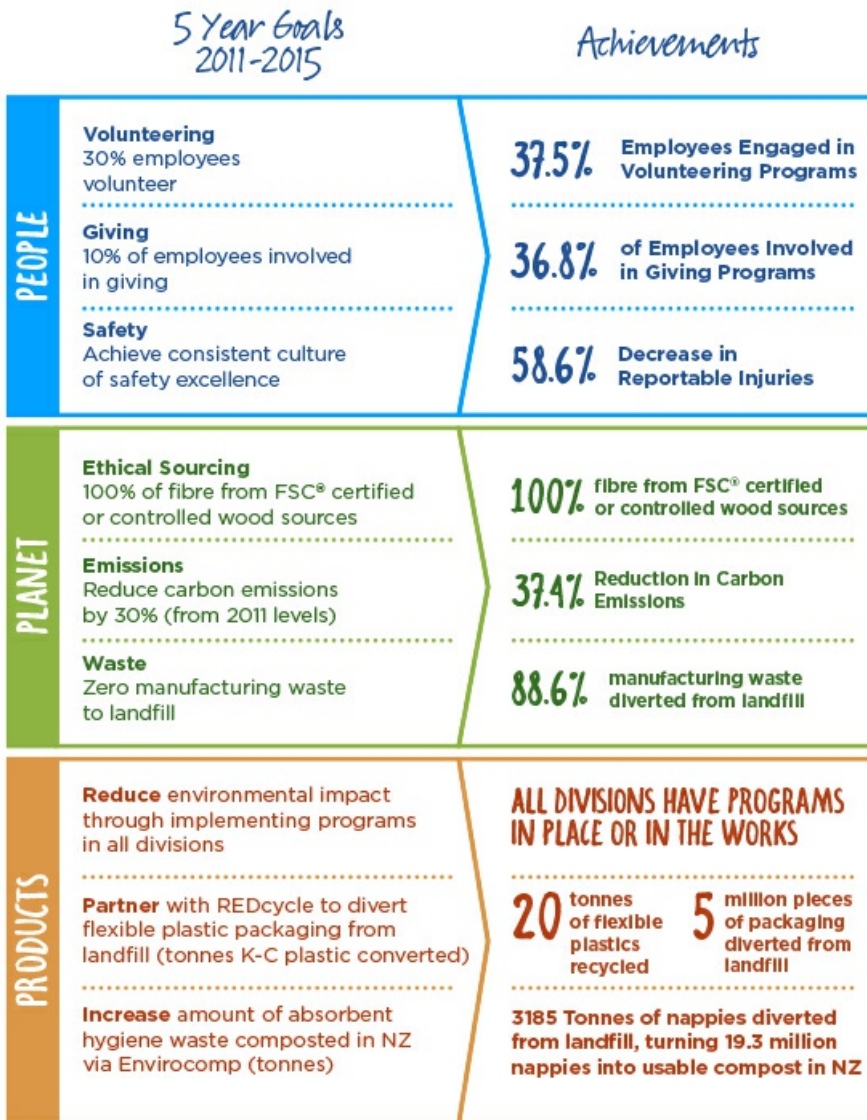 5 Year Goals
2011-2015
Achievements
PEOPLE
Volunteering
30% employees
volunteer
37.5%
Employees Engaged in
Volunteering Programs
Giving
10% of employees involved
in giving
36.8%
of Employees Involved
in Giving Programs
Safety
Achieve consistent culture
of safety excellence
58.6%
Decrease in
Reportable Injuries
PLANET
Ethical Sourcing
100% of fibre from FSC® certified
or controlled wood sources
100%
fibre from FSC® certified
or controlled wood sources
Emissions
Reduce carbon emissions
by 30% (from 2011 levels)
37.4%
Reduction in Carbon
Emissions
Waste
Zero manufacturing waste
to landfill
88.6%
manufacturing waste
diverted from landfill
PRODUCTS
Reduce environmental impact
through implementing programs
in all divisions
ALL DIVISIONS HAVE PROGRAMS
IN PLACE OR IN THE WORKS
Partner with REDcycle to divert
flexible plastic packaging from
landfill (tonnes K-C plastic converted)
20
tonnes
of flexible
plastics
recycled
5
million pieces
of packaging
diverted from
landfill
Increase amount of absorbent
hygiene waste composted in NZ
via Envirocomp (tonnes)
3185 Tonnes of nappies diverted
from landfill, turning 19.3 million
nappies into usable compost in NZ